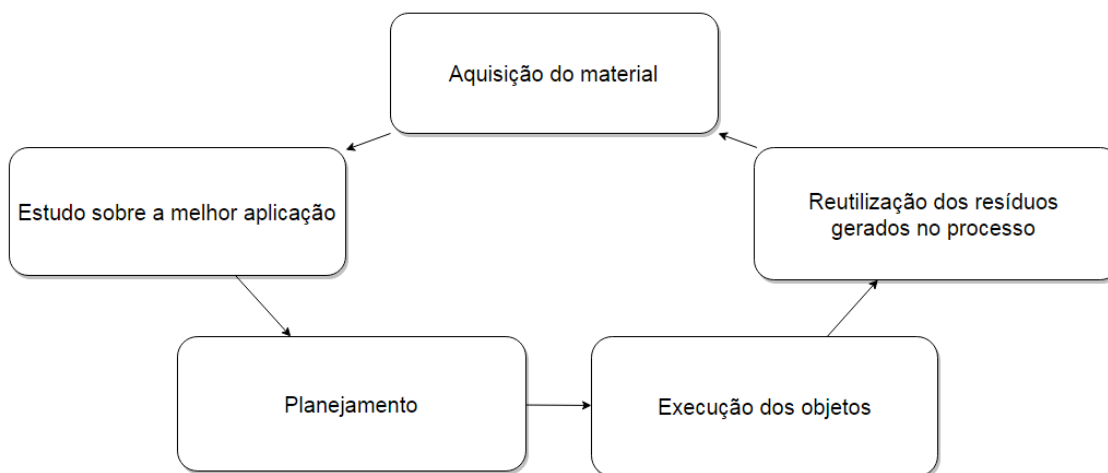 Aquisição do material
Estudo sobre a melhor aplicação
Reutilização dos resíduos
gerados no processo
Planejamento
Execução dos objetos